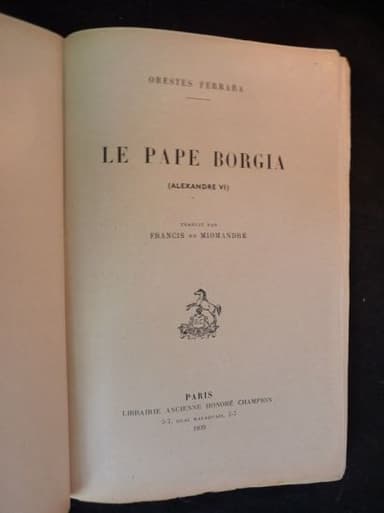 ORESTES FERRARA
LE PAPE BORGIA
(ALEXANDRE VI)
TRADUIT PAR
FRANCIS DE MIOMANDRE
PARIS
LIBRAIRIE ANCIENNE HONORÉ CHAMPION
5-7, QUAI MALAQUAIS, 5-7
1939